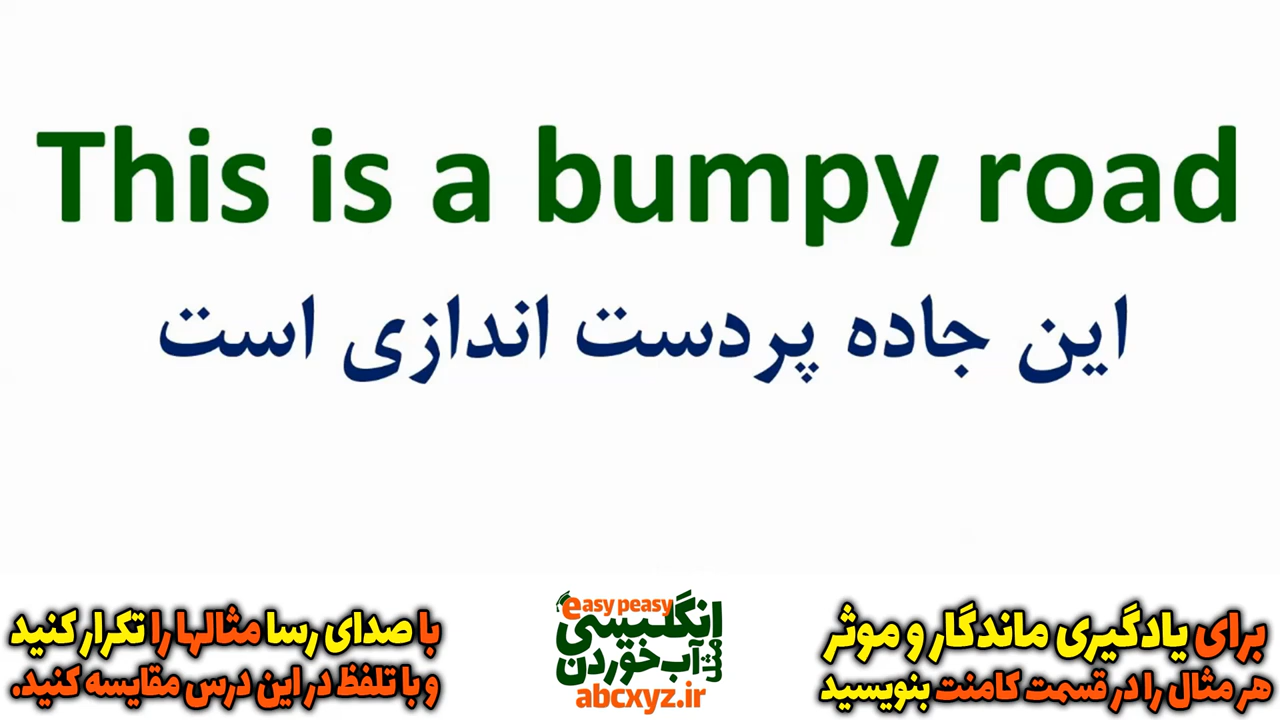 This is a bumpy road
این جاده پردست اندازی است
برای یادگیری ماندگار و موثر
هر مثال را در قسمت کامنت بنویسید
easy peasy
انگلیسی
مثل
آب خوردن
abcxyz.ir
با صدای رسا مثالها را تکرار کنید
و با تلفظ در این درس مقایسه کنید.